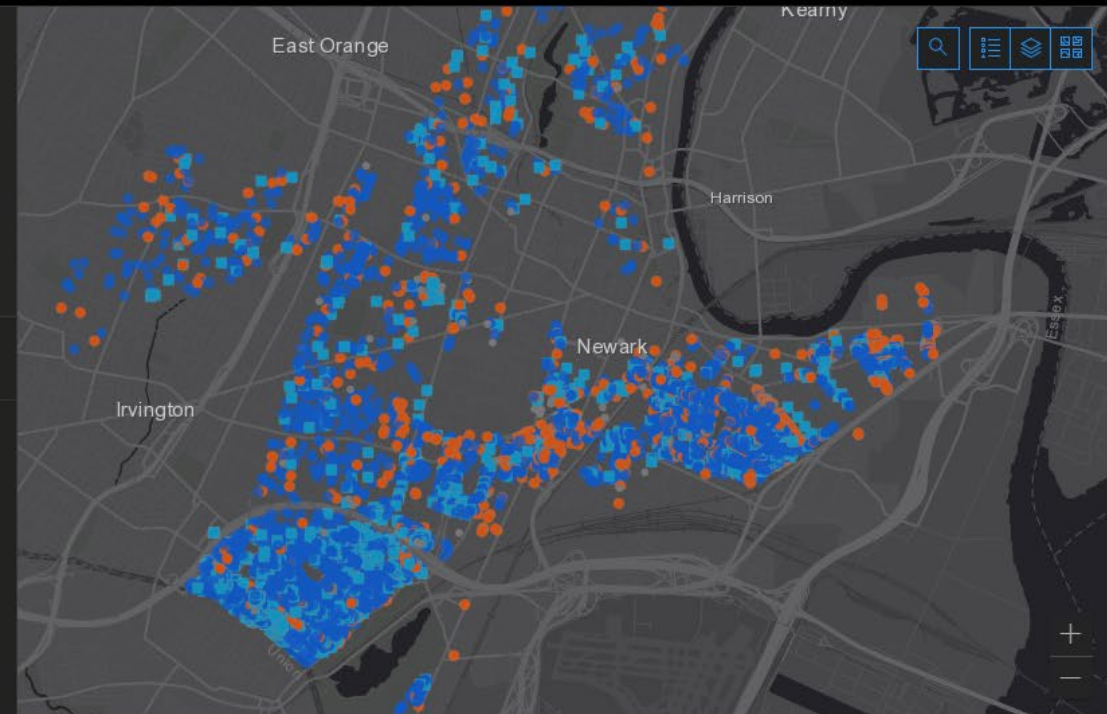 Kearny
East Orange
Harrison
Essex
Newark
Irvington
Union